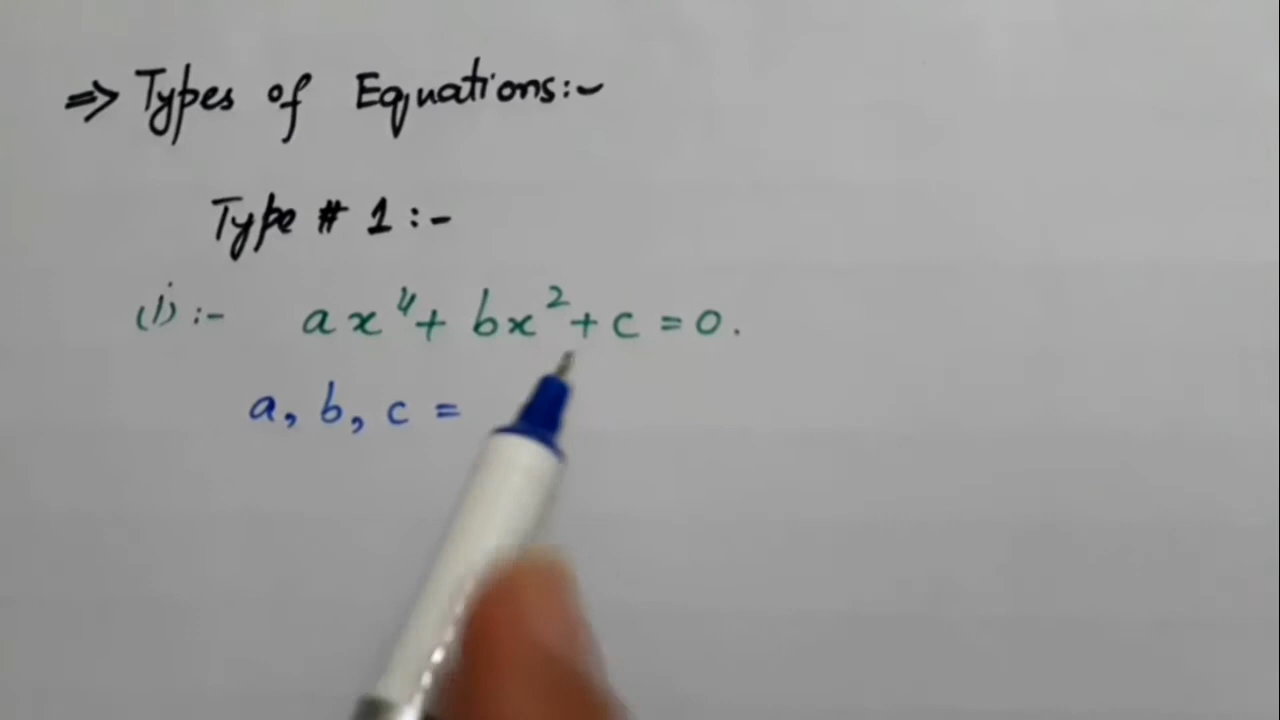 ⇒ Types of Equations:~
Type # 1 :-
(i) :- ax⁴ + bx² + c = 0.
a, b, c =